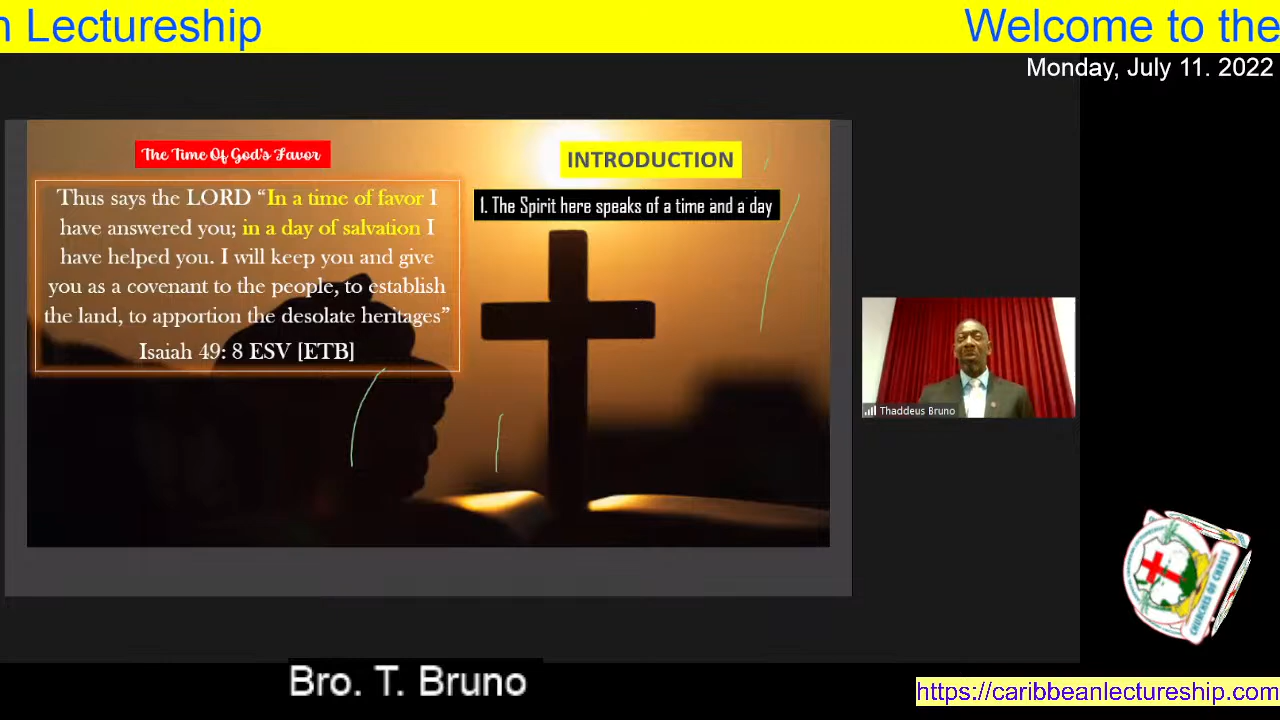 n Lectureship
Welcome to the
Monday, July 11. 2022
The Time Of God's Favor
Thus says the LORD “In a time of favor I
have answered you; in a day of salvation I
have helped you. I will keep you and give
you as a covenant to the people, to establish
the land, to apportion the desolate heritages”
Isaiah 49: 8 ESV [ETB]
INTRODUCTION
1. The Spirit here speaks of a time and a day
Thaddeus Bruno
CHURCHES OF CHRIST
Bro. T. Bruno
https://caribbeanlectureship.com